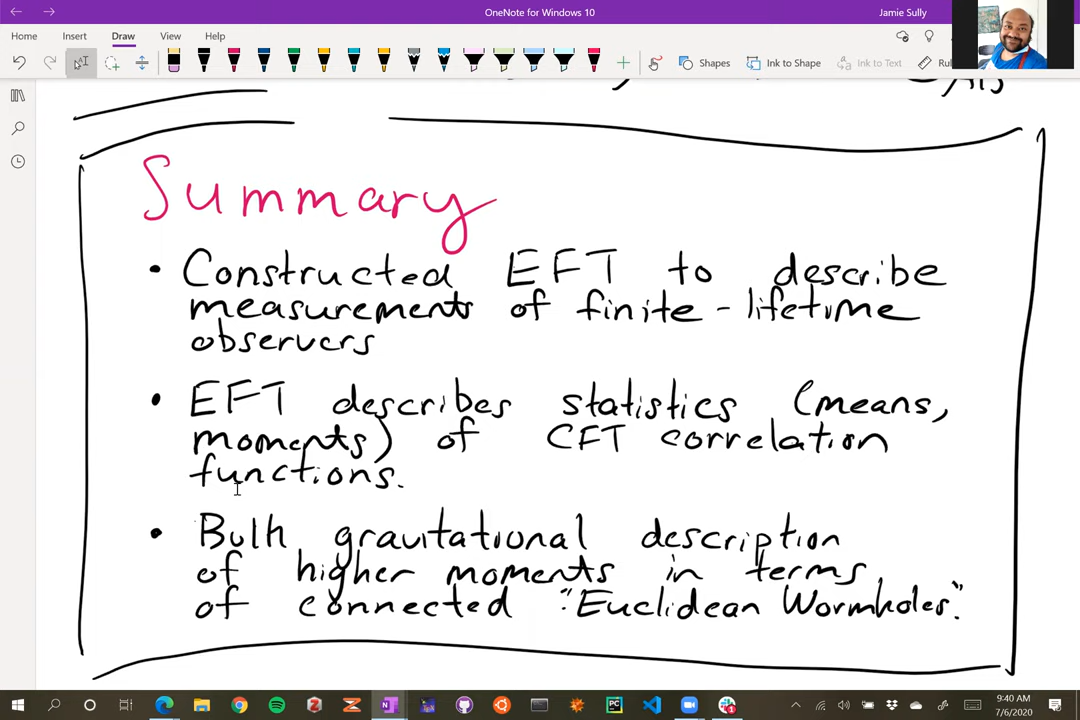 OneNote for Windows 10
Jamie Sully
Home Insert Draw View Help
Shapes Ink to Shape Ink to Text
Summary
• Constructed EFT to describe
measurements of finite-lifetime
observers
• EFT describes statistics (means,
moments) of CFT correlation
functions.
• Bulk gravitational description
of higher moments in terms
of connected "Euclidean Wormholes."
9:40 AM
7/6/2020